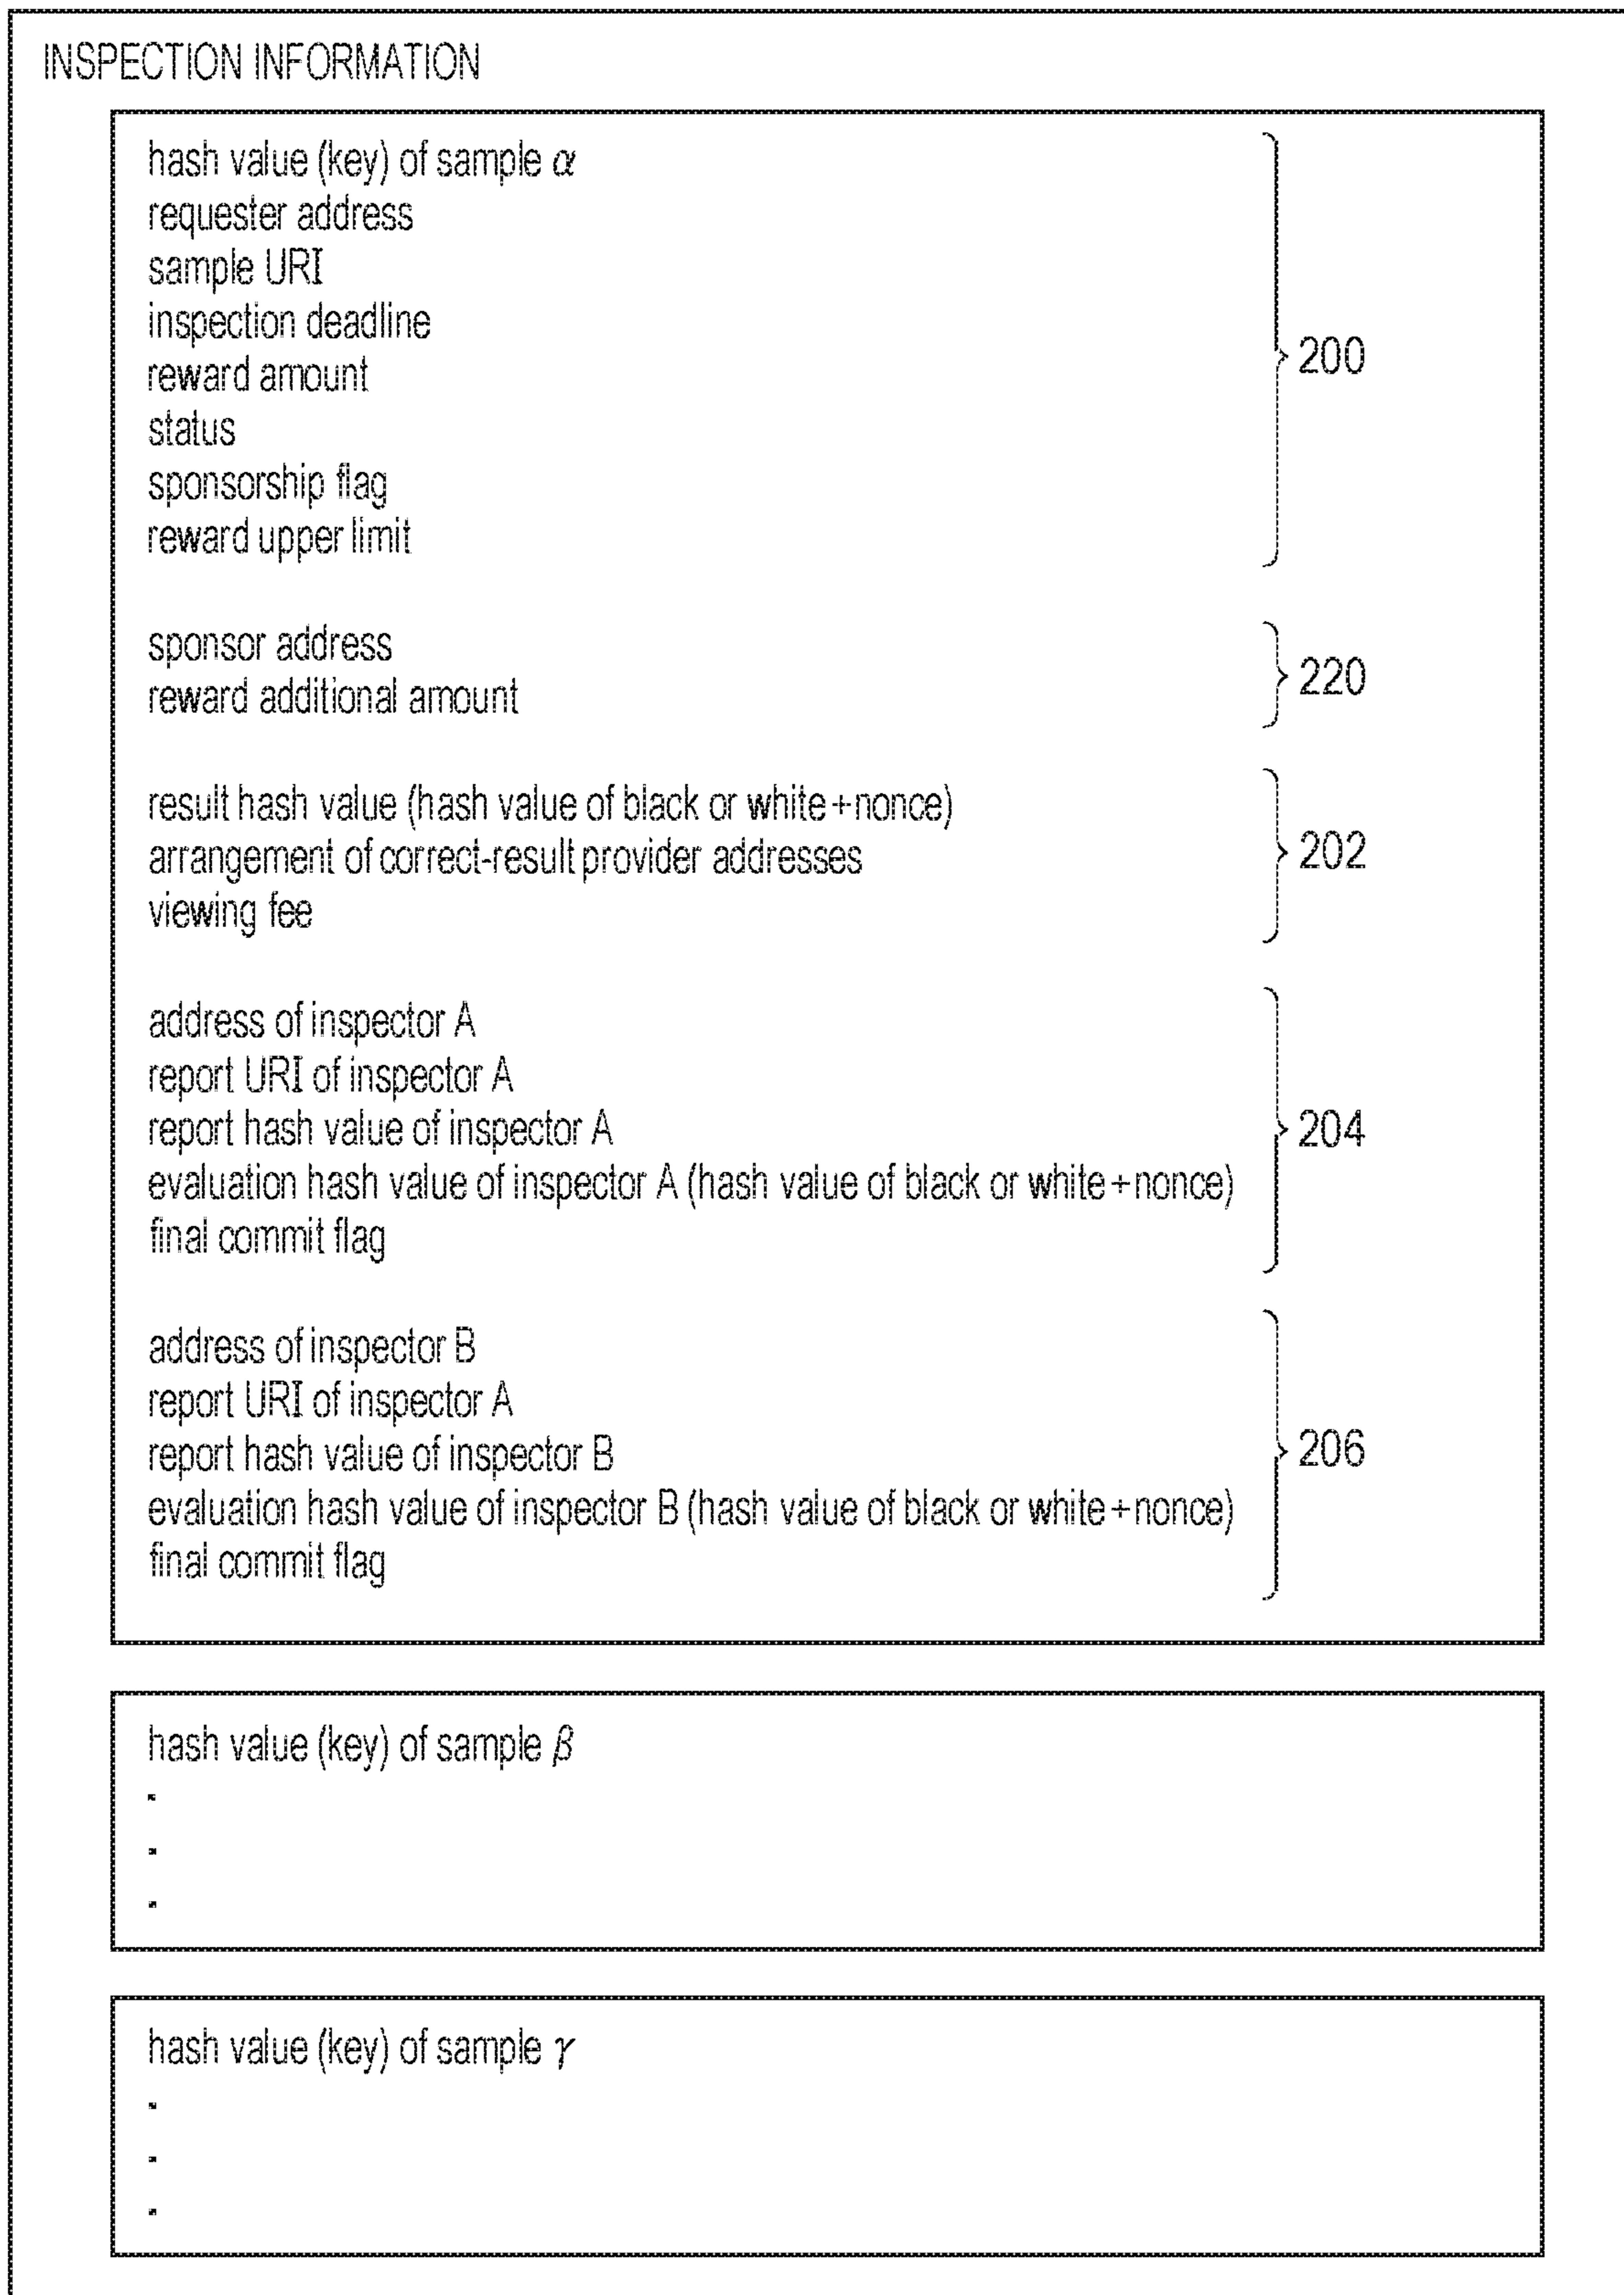 INSPECTION INFORMATION
hash value (key) of sample α
requester address
sample URI
inspection deadline
reward amount
status
sponsorship flag
reward upper limit
200
sponsor address
reward additional amount
220
result hash value (hash value of black or white+nonce)
arrangement of correct-result provider addresses
viewing fee
202
address of inspector A
report URI of inspector A
report hash value of inspector A
evaluation hash value of inspector A (hash value of black or white+nonce)
final commit flag
204
address of inspector B
report URI of inspector A
report hash value of inspector B
evaluation hash value of inspector B (hash value of black or white+nonce)
final commit flag
206
hash value (key) of sample β
.
.
.
hash value (key) of sample γ
.
.
.